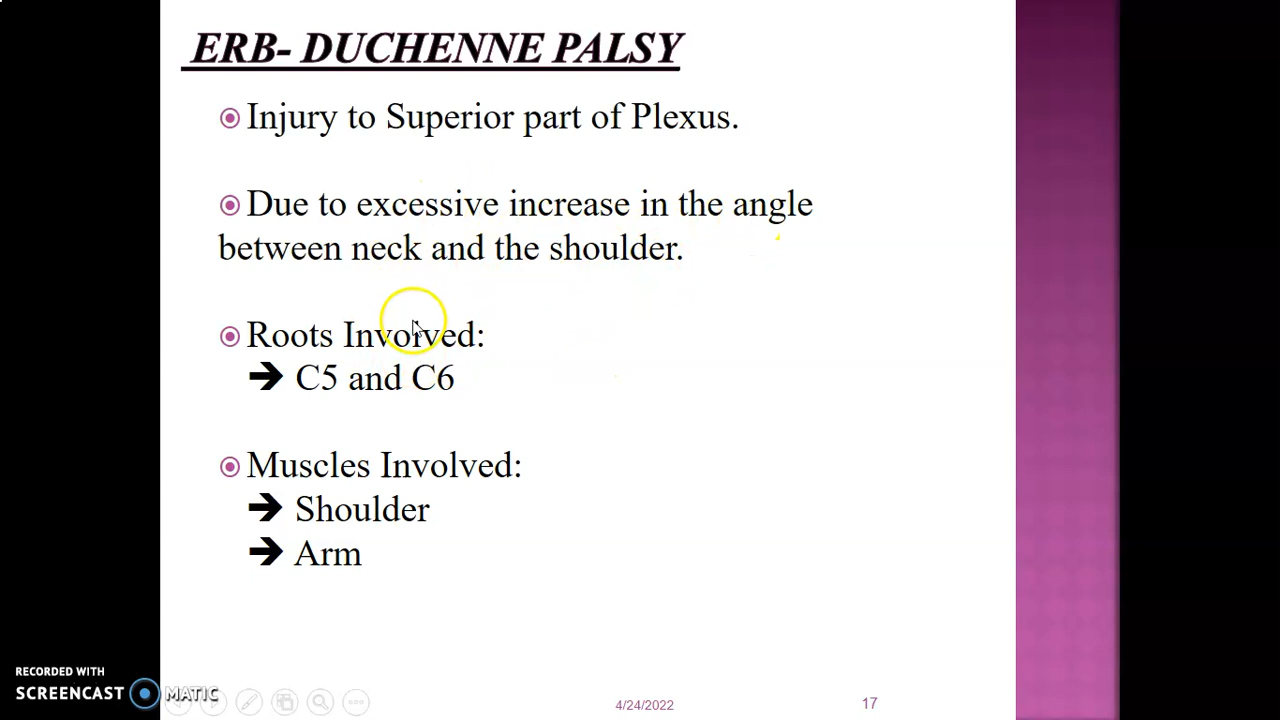 ERB- DUCHENNE PALSY
Injury to Superior part of Plexus.
Due to excessive increase in the angle
between neck and the shoulder.
Roots Involved:
➔ C5 and C6
Muscles Involved:
➔ Shoulder
➔ Arm
RECORDED WITH
SCREENCAST MATIC
4/24/2022
17